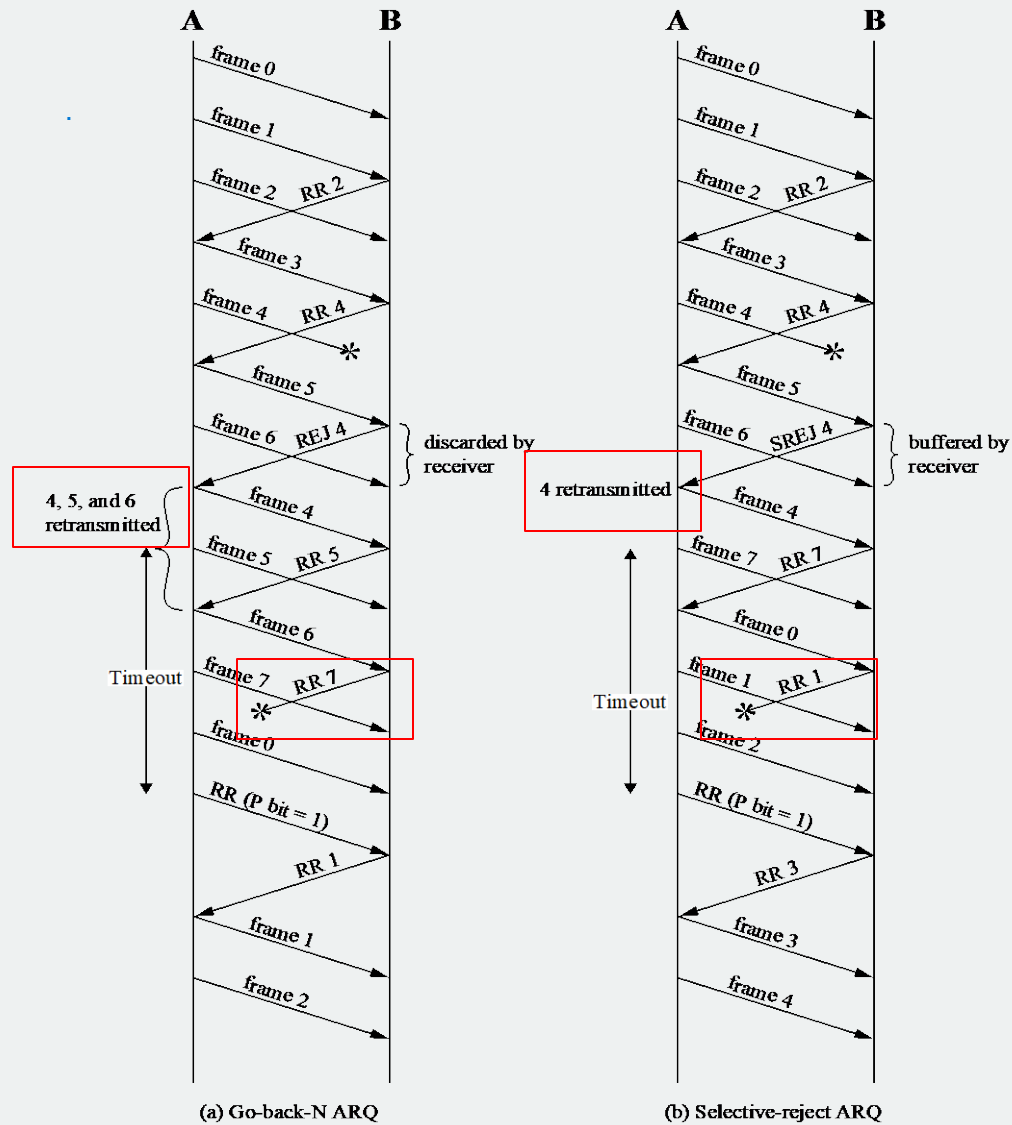 A
B
frame 0
frame 1
frame 2
RR 2
frame 3
frame 4
RR 4
*
frame 5
frame 6
REJ 4
discarded by
receiver
4, 5, and 6
retransmitted
frame 4
frame 5
RR 5
frame 6
Timeout
frame 7
RR 7
*
frame 0
RR (P bit = 1)
RR 1
frame 1
frame 2
(a) Go-back-N ARQ
A
B
frame 0
frame 1
frame 2
RR 2
frame 3
frame 4
RR 4
*
frame 5
frame 6
SREJ 4
buffered by
receiver
4 retransmitted
frame 4
frame 7
RR 7
frame 0
Timeout
frame 1
RR 1
*
frame 2
RR (P bit = 1)
RR 3
frame 3
frame 4
(b) Selective-reject ARQ